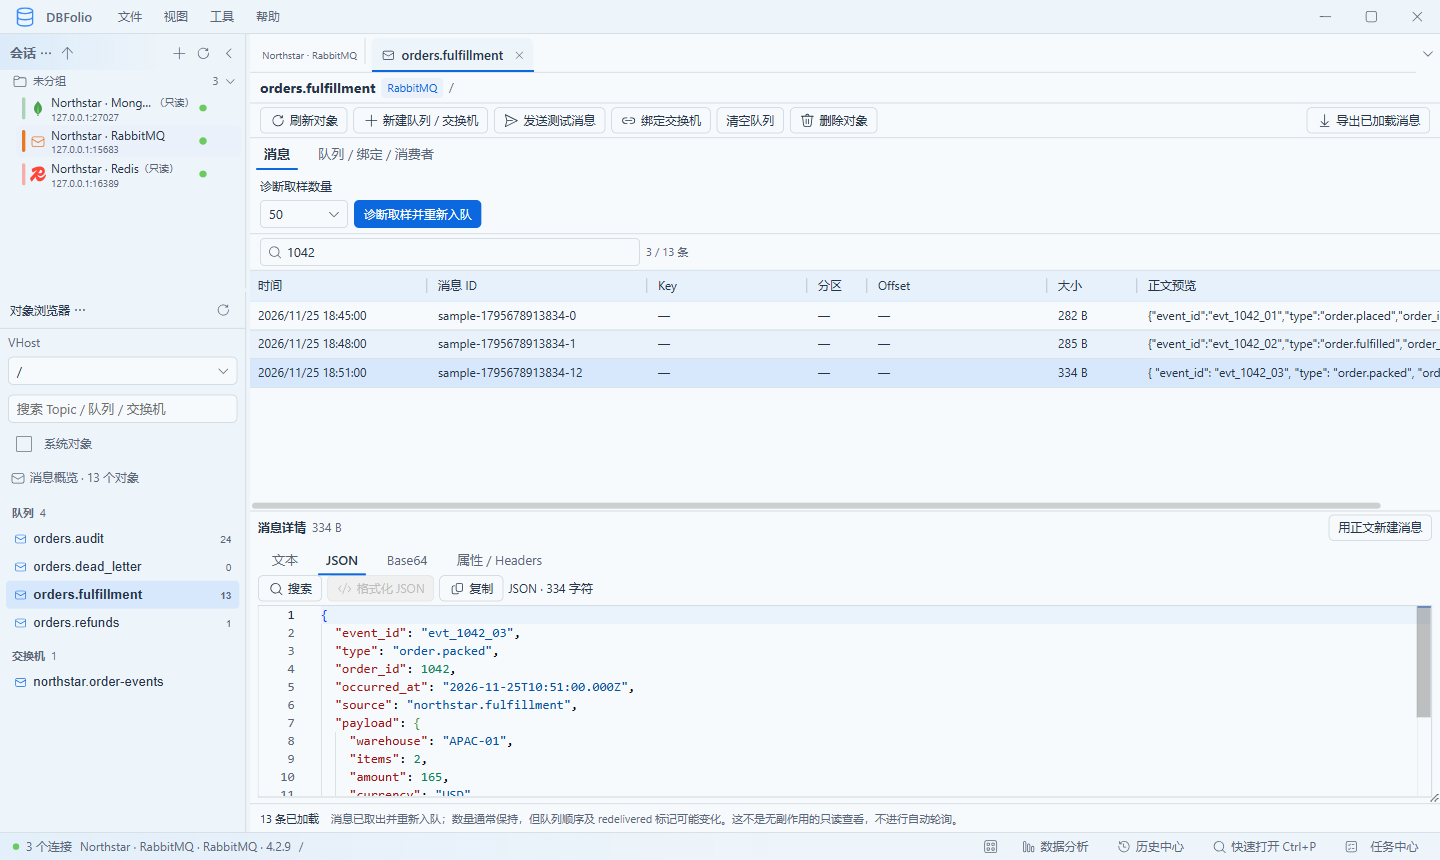 DBFolio 文件 视图 工具 帮助
会话 ···
未分组 3
Northstar · Mong... （只读）
127.0.0.1:27027
Northstar · RabbitMQ
127.0.0.1:15683
Northstar · Redis （只读）
127.0.0.1:16389
对象浏览器 ···
VHost
/
搜索 Topic / 队列 / 交换机
系统对象
消息概览 · 13 个对象
队列 4
orders.audit 24
orders.dead_letter 0
orders.fulfillment 13
orders.refunds 1
交换机 1
northstar.order-events
Northstar · RabbitMQ orders.fulfillment
orders.fulfillment RabbitMQ /
刷新对象 新建队列 / 交换机 发送测试消息 绑定交换机 清空队列 删除对象 导出已加载消息
消息 队列 / 绑定 / 消费者
诊断取样数量
50 诊断取样并重新入队
1042 3 / 13 条
时间 消息 ID Key 分区 Offset 大小 正文预览
2026/11/25 18:45:00 sample-1795678913834-0 — — — 282 B {"event_id":"evt_1042_01","type":"order.placed","order_i
2026/11/25 18:48:00 sample-1795678913834-1 — — — 285 B {"event_id":"evt_1042_02","type":"order.fulfilled","order_
2026/11/25 18:51:00 sample-1795678913834-12 — — — 334 B { "event_id": "evt_1042_03", "type": "order.packed", "ord
消息详情 334 B 用正文新建消息
文本 JSON Base64 属性 / Headers
搜索 </> 格式化 JSON 复制 JSON · 334 字符
1 {
2 "event_id": "evt_1042_03",
3 "type": "order.packed",
4 "order_id": 1042,
5 "occurred_at": "2026-11-25T10:51:00.000Z",
6 "source": "northstar.fulfillment",
7 "payload": {
8 "warehouse": "APAC-01",
9 "items": 2,
10 "amount": 165,
11 "currency": "USD"
13 条已加载 消息已取出并重新入队；数量通常保持，但队列顺序及 redelivered 标记可能变化。这不是无副作用的只读查看，不进行自动轮询。
3 个连接 Northstar · RabbitMQ · RabbitMQ · 4.2.9 / 数据分析 历史中心 快速打开 Ctrl+P 任务中心